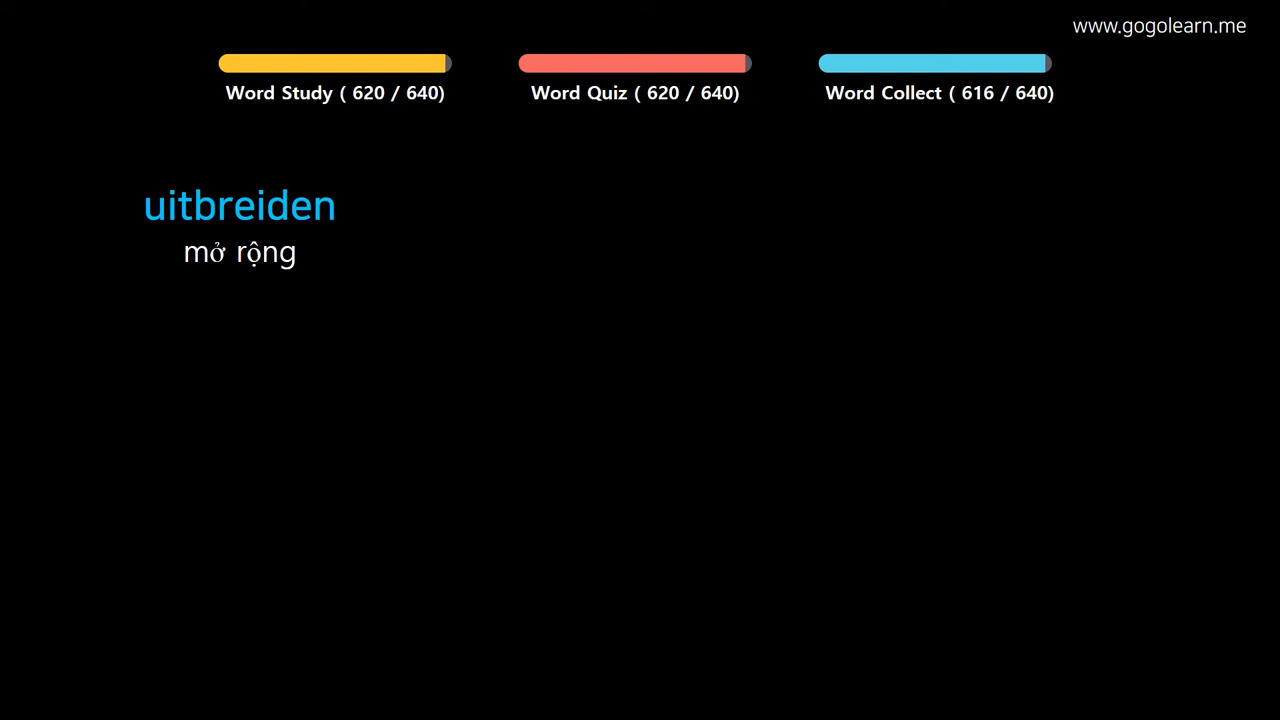 www.gogolearn.me
Word Study ( 620 / 640)
Word Quiz ( 620 / 640)
Word Collect ( 616 / 640)
uitbreiden
mở rộng